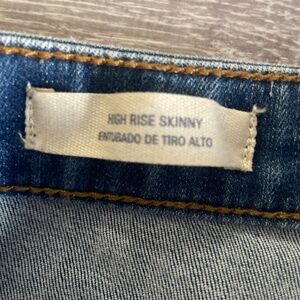 HIGH RISE SKINNY
ENTUBADO DE TIRO ALTO